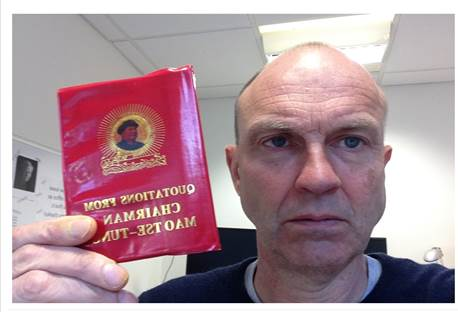 QUOTATIONS FROM
CHAIRMAN
MAO TSE-TUNG